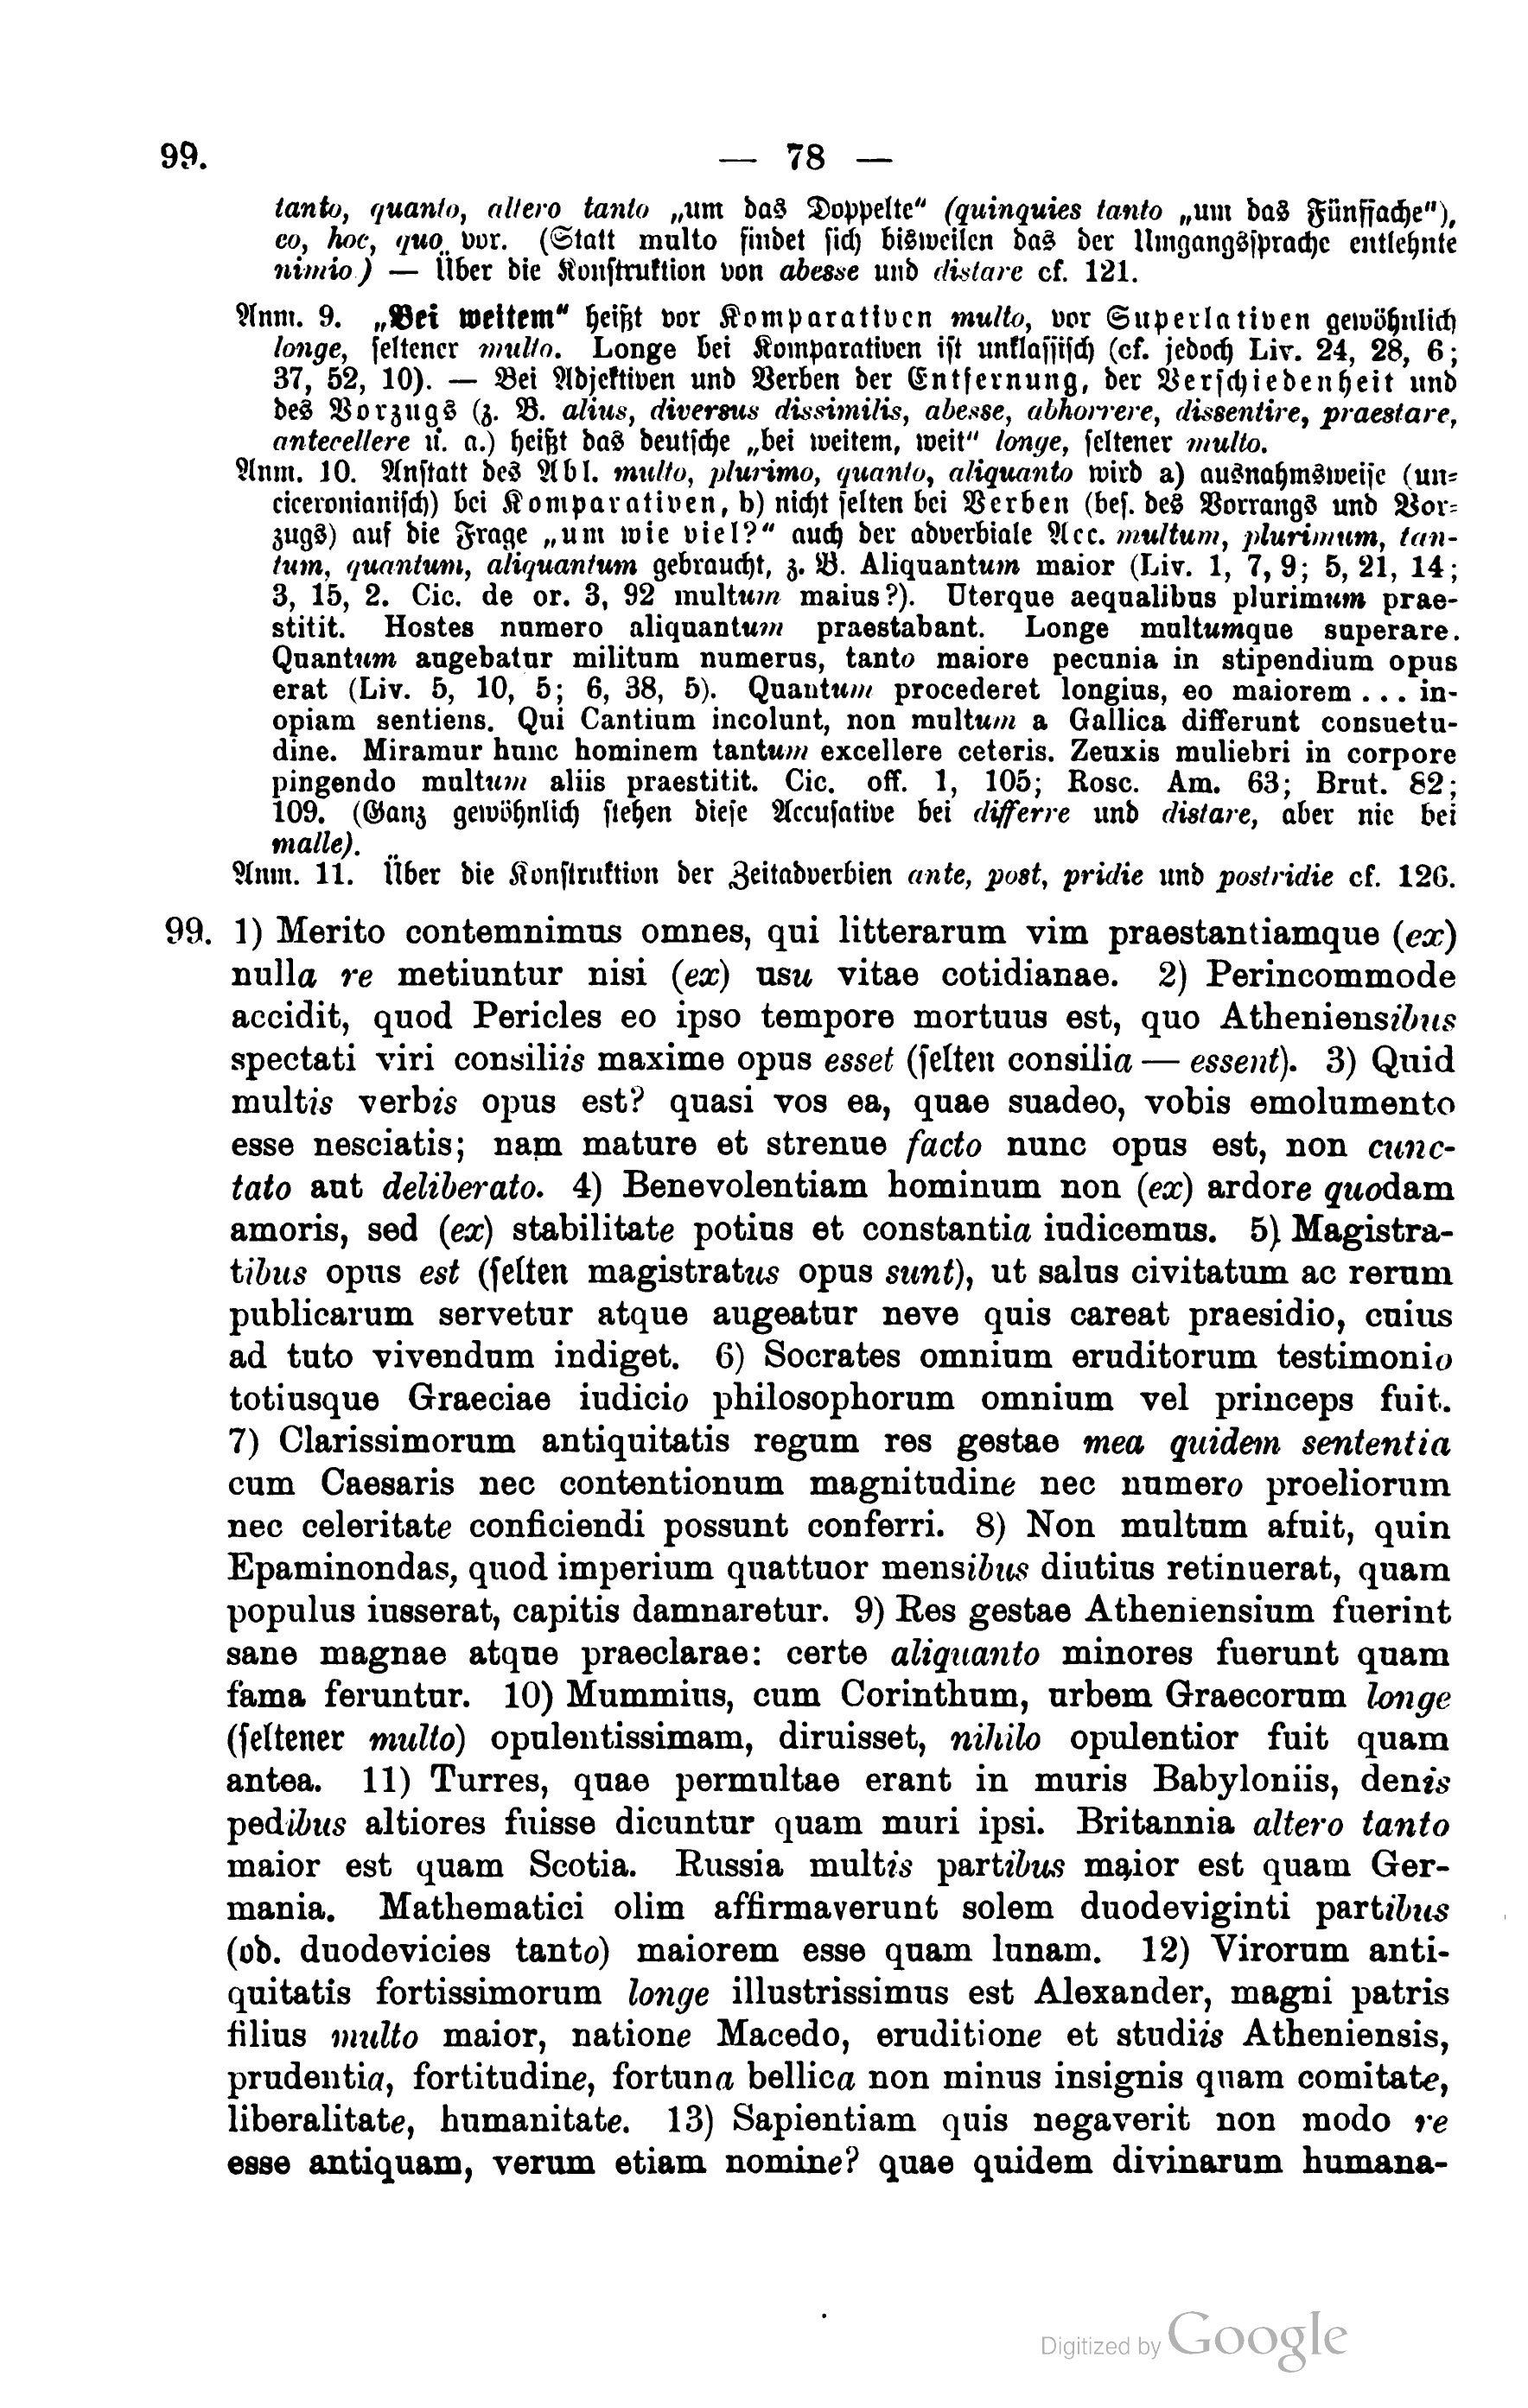 99. — 78 —
tanto, quanto, altero tanto „um das Doppelte“ (quinquies tanto „um das Fünffache“),
eo, hoc, quo vor. (Statt multo findet sich bisweilen das der Umgangssprache entlehnte
nimio) — Über die Konstruktion von abesse und distare cf. 121.
Anm. 9. „Bei weitem“ heißt vor Komparativen multo, vor Superlativen gewöhnlich
longe, seltener multo. Longe bei Komparativen ist unklassisch (cf. jedoch Liv. 24, 28, 6;
37, 52, 10). — Bei Adjektiven und Verben der Entfernung, der Verschiedenheit und
des Vorzugs (z. B. alius, diversus dissimilis, abesse, abhorrere, dissentire, praestare,
antecellere u. a.) heißt das deutsche „bei weitem, weit“ longe, seltener multo.
Anm. 10. Anstatt des Abl. multo, plurimo, quanto, aliquanto wird a) ausnahmsweise (un-
ciceronianisch) bei Komparativen, b) nicht selten bei Verben (bes. des Vorrangs und Vor-
zugs) auf die Frage „um wie viel?“ auch der adverbiale Acc. multum, plurimum, tan-
tum, quantum, aliquantum gebraucht, z. B. Aliquantum maior (Liv. 1, 7, 9; 5, 21, 14;
3, 15, 2. Cic. de or. 3, 92 multum maius?). Uterque aequalibus plurimum prae-
stitit. Hostes numero aliquantum praestabant. Longe multumque superare.
Quantum augebatur militum numerus, tanto maiore pecunia in stipendium opus
erat (Liv. 5, 10, 5; 6, 38, 5). Quantum procederet longius, eo maiorem ... in-
opiam sentiens. Qui Cantium incolunt, non multum a Gallica differunt consuetu-
dine. Miramur hunc hominem tantum excellere ceteris. Zeuxis muliebri in corpore
pingendo multum aliis praestitit. Cic. off. 1, 105; Rosc. Am. 63; Brut. 82;
109. (Ganz gewöhnlich stehen diese Accusative bei differre und distare, aber nie bei
malle).
Anm. 11. Über die Konstruktion der Zeitadverbien ante, post, pridie und postridie cf. 126.
99. 1) Merito contemnimus omnes, qui litterarum vim praestantiamque (ex)
nulla re metiuntur nisi (ex) usu vitae cotidianae. 2) Perincommode
accidit, quod Pericles eo ipso tempore mortuus est, quo Atheniensibus
spectati viri consiliis maxime opus esset (selten consilia — essent). 3) Quid
multis verbis opus est? quasi vos ea, quae suadeo, vobis emolumento
esse nesciatis; nam mature et strenue facto nunc opus est, non cunc-
tato aut deliberato. 4) Benevolentiam hominum non (ex) ardore quodam
amoris, sed (ex) stabilitate potius et constantia iudicemus. 5) Magistra-
tibus opus est (selten magistratus opus sunt), ut salus civitatum ac rerum
publicarum servetur atque augeatur neve quis careat praesidio, cuius
ad tuto vivendum indiget. 6) Socrates omnium eruditorum testimonio
totiusque Graeciae iudicio philosophorum omnium vel princeps fuit.
7) Clarissimorum antiquitatis regum res gestae mea quidem sententia
cum Caesaris nec contentionum magnitudine nec numero proeliorum
nec celeritate conficiendi possunt conferri. 8) Non multum afuit, quin
Epaminondas, quod imperium quattuor mensibus diutius retinuerat, quam
populus iusserat, capitis damnaretur. 9) Res gestae Atheniensium fuerint
sane magnae atque praeclarae: certe aliquanto minores fuerunt quam
fama feruntur. 10) Mummius, cum Corinthum, urbem Graecorum longe
(seltener multo) opulentissimam, diruisset, nihilo opulentior fuit quam
antea. 11) Turres, quae permultae erant in muris Babyloniis, denis
pedibus altiores fuisse dicuntur quam muri ipsi. Britannia altero tanto
maior est quam Scotia. Russia multis partibus maior est quam Ger-
mania. Mathematici olim affirmaverunt solem duodeviginti partibus
(od. duodevicies tanto) maiorem esse quam lunam. 12) Virorum anti-
quitatis fortissimorum longe illustrissimus est Alexander, magni patris
filius multo maior, natione Macedo, eruditione et studiis Atheniensis,
prudentia, fortitudine, fortuna bellica non minus insignis quam comitate,
liberalitate, humanitate. 13) Sapientiam quis negaverit non modo re
esse antiquam, verum etiam nomine? quae quidem divinarum humana-
Digitized by Google